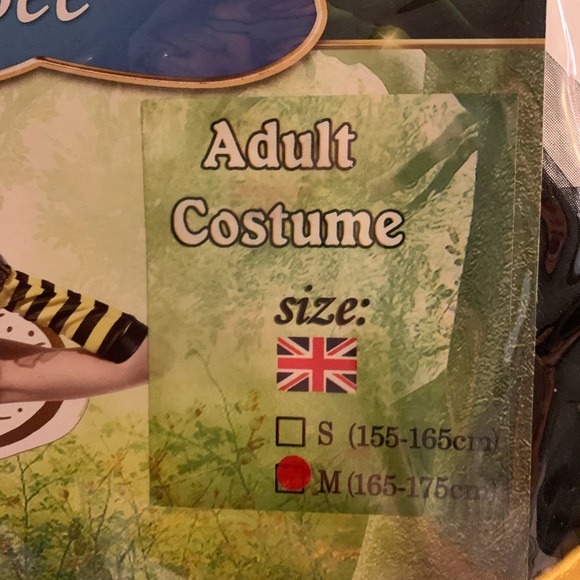 Adult
Costume
size:
S (155-165cm)
M (165-175cm)